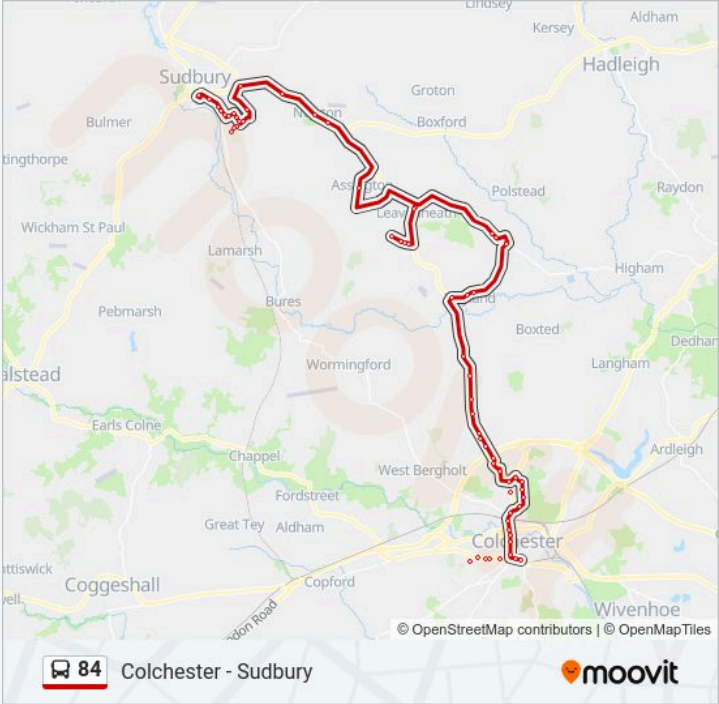 Lindsey
Kersey
Aldham
Sudbury
Hadleigh
Groton
Bulmer
Boxford
tingthorpe
Polstead
Raydon
Wickham St Paul
Lamarsh
Higham
Bures
Pebmarsh
Boxted
Dedham
Wormingford
Langham
alstead
Earls Colne
Ardleigh
Chappel
West Bergholt
Fordstreet
Great Tey
Aldham
Colchester
Coggeshall
Copford
Wivenhoe
© OpenStreetMap contributors | © OpenMapTiles
84 Colchester - Sudbury
moovit